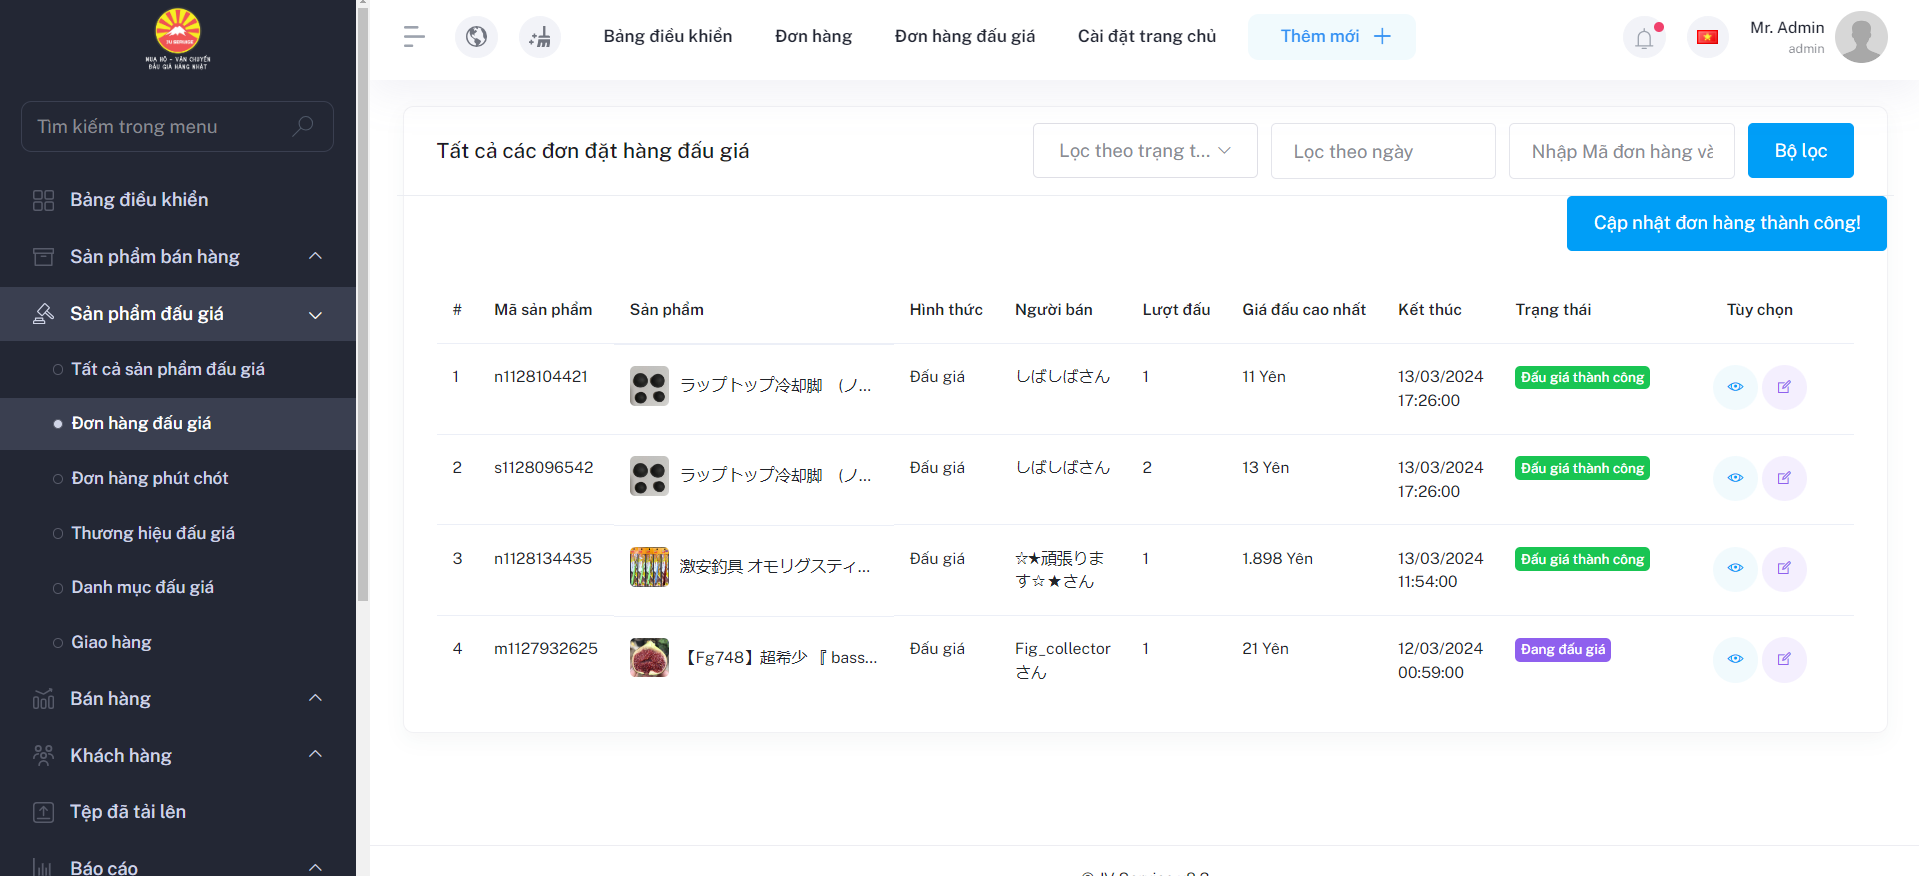 JV SERVICE
MUA HỘ - VẬN CHUYỂN
ĐẤU GIÁ HÀNG NHẬT
Tìm kiếm trong menu
Bảng điều khiển
Sản phẩm bán hàng
Sản phẩm đấu giá
Tất cả sản phẩm đấu giá
Đơn hàng đấu giá
Đơn hàng phút chót
Thương hiệu đấu giá
Danh mục đấu giá
Giao hàng
Bán hàng
Khách hàng
Tệp đã tải lên
Báo cáo
Bảng điều khiển Đơn hàng Đơn hàng đấu giá Cài đặt trang chủ Thêm mới +
Mr. Admin
admin
Tất cả các đơn đặt hàng đấu giá
Lọc theo trạng t... Lọc theo ngày Nhập Mã đơn hàng và Bộ lọc
Cập nhật đơn hàng thành công!
# Mã sản phẩm Sản phẩm Hình thức Người bán Lượt đấu Giá đấu cao nhất Kết thúc Trạng thái Tùy chọn
1 n1128104421 ラップトップ冷却脚 （ノ... Đấu giá しばしばさん 1 11 Yên 13/03/2024 Đấu giá thành công
17:26:00
2 s1128096542 ラップトップ冷却脚 （ノ... Đấu giá しばしばさん 2 13 Yên 13/03/2024 Đấu giá thành công
17:26:00
3 n1128134435 激安釣具 オモリグスティ... Đấu giá ☆★頑張りま 1 1.898 Yên 13/03/2024 Đấu giá thành công
す☆★さん 11:54:00
4 m1127932625 【Fg748】超希少 『 bass... Đấu giá Fig_collector 1 21 Yên 12/03/2024 Đang đấu giá
さん 00:59:00